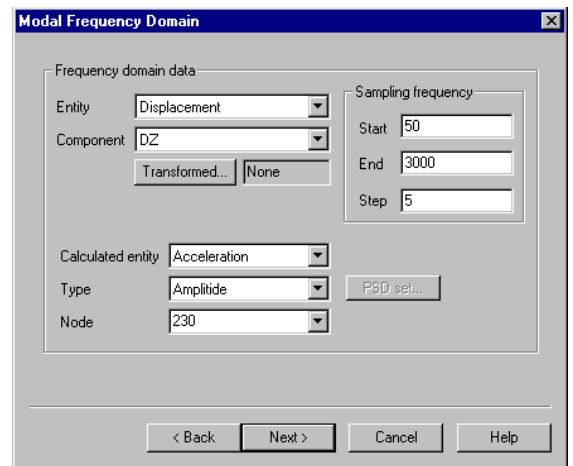 Modal Frequency Domain
Frequency domain data
Entity Displacement
Component DZ
Transformed... None
Sampling frequency
Start 50
End 3000
Step 5
Calculated entity Acceleration
Type Amplitide PSD set...
Node 230
< Back Next > Cancel Help